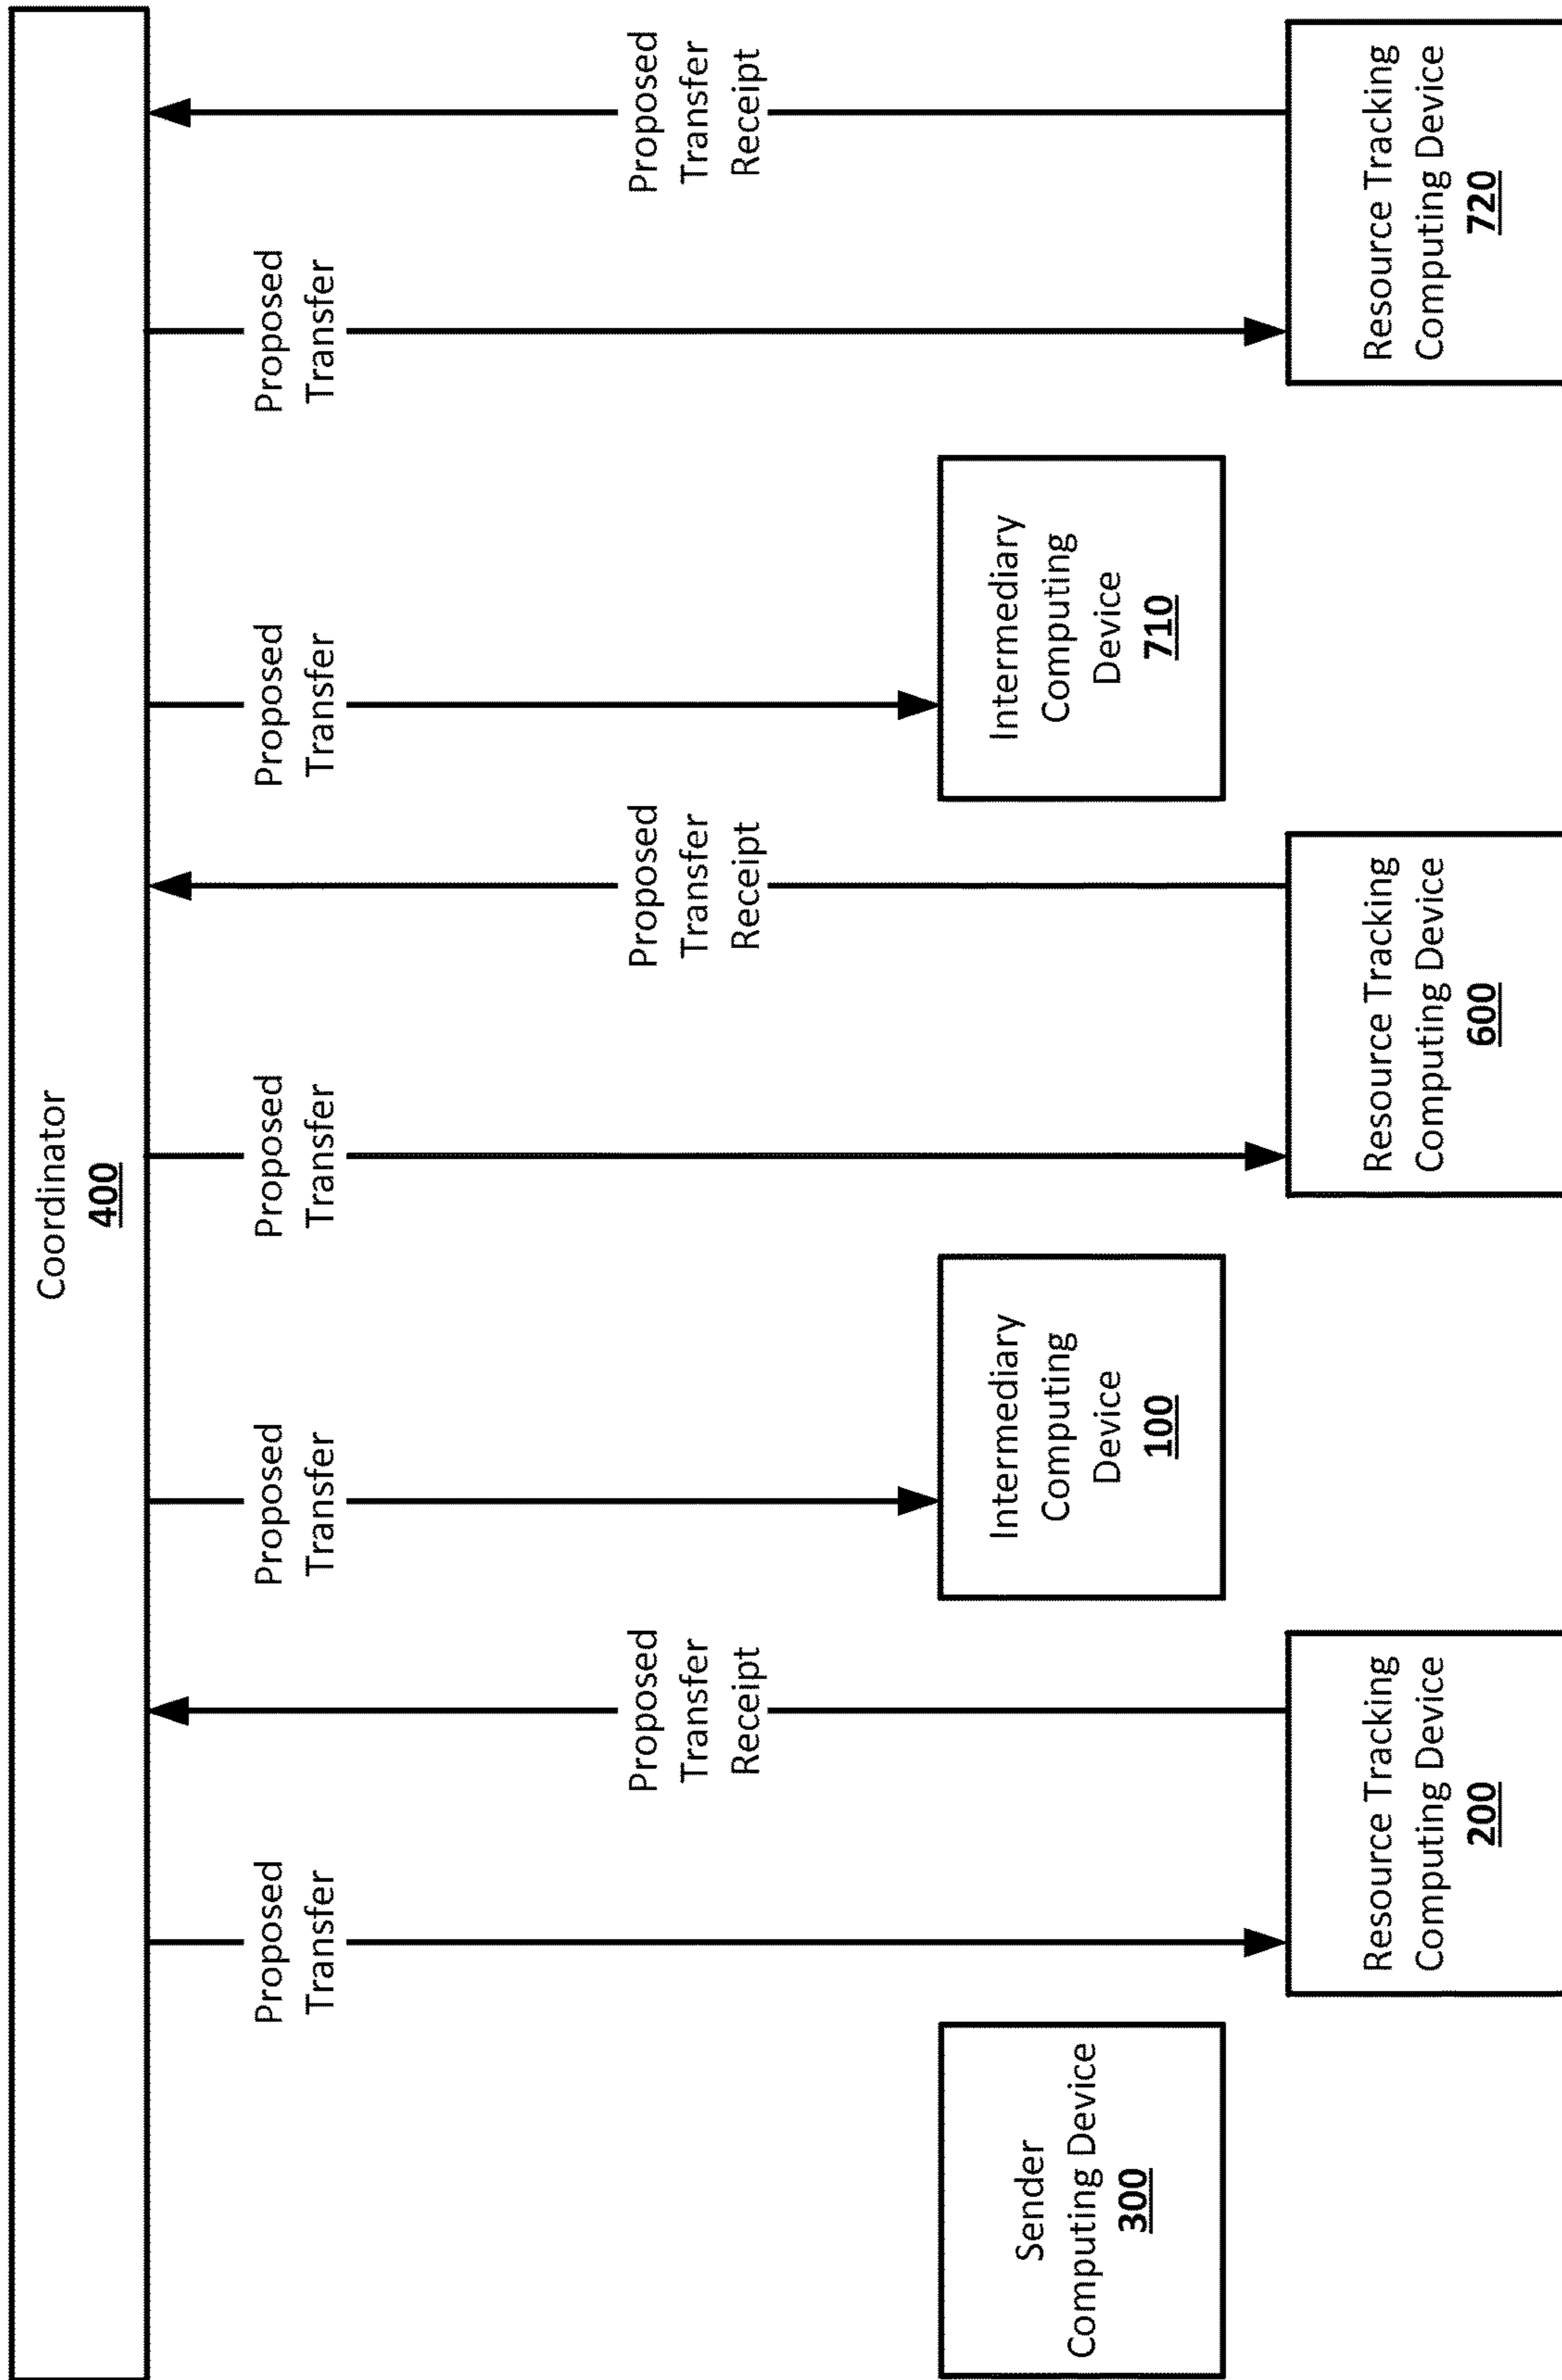 Coordinator
400
Proposed
Transfer
Proposed
Transfer
Proposed
Transfer
Proposed
Transfer
Proposed
Transfer
Proposed
Transfer
Receipt
Proposed
Transfer
Receipt
Proposed
Transfer
Receipt
Sender
Computing Device
300
Intermediary
Computing
Device
100
Intermediary
Computing
Device
710
Resource Tracking
Computing Device
200
Resource Tracking
Computing Device
600
Resource Tracking
Computing Device
720